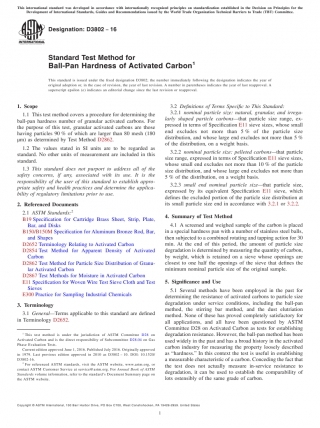 This international standard was developed in accordance with internationally recognized principles on standardization established in the Decision on Principles for the
Development of International Standards, Guides and Recommendations issued by the World Trade Organization Technical Barriers to Trade (TBT) Committee.
Designation: D3802 − 16
Standard Test Method for
Ball-Pan Hardness of Activated Carbon¹
This standard is issued under the fixed designation D3802; the number immediately following the designation indicates the year of
original adoption or, in the case of revision, the year of last revision. A number in parentheses indicates the year of last reapproval. A
superscript epsilon (ε) indicates an editorial change since the last revision or reapproval.
1. Scope
1.1 This test method covers a procedure for determining the
ball-pan hardness number of granular activated carbons. For
the purpose of this test, granular activated carbons are those
having particles 90 % of which are larger than 80 mesh (180
µm) as determined by Test Method D2862.
1.2 The values stated in SI units are to be regarded as
standard. No other units of measurement are included in this
standard.
1.3 This standard does not purport to address all of the
safety concerns, if any, associated with its use. It is the
responsibility of the user of this standard to establish appro-
priate safety and health practices and determine the applica-
bility of regulatory limitations prior to use.
2. Referenced Documents
2.1 ASTM Standards:²
B19 Specification for Cartridge Brass Sheet, Strip, Plate,
Bar, and Disks
B150/B150M Specification for Aluminum Bronze Rod, Bar,
and Shapes
D2652 Terminology Relating to Activated Carbon
D2854 Test Method for Apparent Density of Activated
Carbon
D2862 Test Method for Particle Size Distribution of Granu-
lar Activated Carbon
D2867 Test Methods for Moisture in Activated Carbon
E11 Specification for Woven Wire Test Sieve Cloth and Test
Sieves
E300 Practice for Sampling Industrial Chemicals
3. Terminology
3.1 General—Terms applicable to this standard are defined
in Terminology D2652.
¹ This test method is under the jurisdiction of ASTM Committee D28 on
Activated Carbon and is the direct responsibility of Subcommittee D28.04 on Gas
Phase Evaluation Tests.
Current edition approved June 1, 2016. Published July 2016. Originally approved
in 1979. Last previous edition approved in 2010 as D3802 – 10. DOI: 10.1520/
D3802-16.
² For referenced ASTM standards, visit the ASTM website, www.astm.org, or
contact ASTM Customer Service at service@astm.org. For Annual Book of ASTM
Standards volume information, refer to the standard's Document Summary page on
the ASTM website.
3.2 Definitions of Terms Specific to This Standard:
3.2.1 nominal particle size: natural, granular, and irregu-
larly shaped particle carbons—that particle size range, ex-
pressed in terms of Specification E11 sieve sizes, whose small
end excludes not more than 5 % of the particle size
distribution, and whose large end excludes not more than 5 %
of the distribution, on a weight basis.
3.2.2 nominal particle size: pelleted carbons—that particle
size range, expressed in terms of Specification E11 sieve sizes,
whose small end excludes not more than 10 % of the particle
size distribution, and whose large end excludes not more than
5 % of the distribution, on a weight basis.
3.2.3 small end nominal particle size—that particle size,
expressed by its equivalent Specification E11 sieve, which
defines the excluded portion of the particle size distribution at
its small particle size end in accordance with 3.2.1 or 3.2.2.
4. Summary of Test Method
4.1 A screened and weighed sample of the carbon is placed
in a special hardness pan with a number of stainless steel balls,
then subjected to a combined rotating and tapping action for 30
min. At the end of this period, the amount of particle size
degradation is determined by measuring the quantity of carbon,
by weight, which is retained on a sieve whose openings are
closest to one half the openings of the sieve that defines the
minimum nominal particle size of the original sample.
5. Significance and Use
5.1 Several methods have been employed in the past for
determining the resistance of activated carbons to particle size
degradation under service conditions, including the ball-pan
method, the stirring bar method, and the dust elutriation
method. None of these has proved completely satisfactory for
all applications, and all have been questioned by ASTM
Committee D28 on Activated Carbon as tests for establishing
degradation resistance. However, the ball pan method has been
used widely in the past and has a broad history in the activated
carbon industry for measuring the property loosely described
as “hardness.” In this context the test is useful in establishing
a measurable characteristic of a carbon. Conceding the fact that
the test does not actually measure in-service resistance to
degradation, it can be used to establish the comparability of
lots ostensibly of the same grade of carbon.
Copyright © ASTM International, 100 Barr Harbor Drive, PO Box C700, West Conshohocken, PA 19428-2959. United States
1